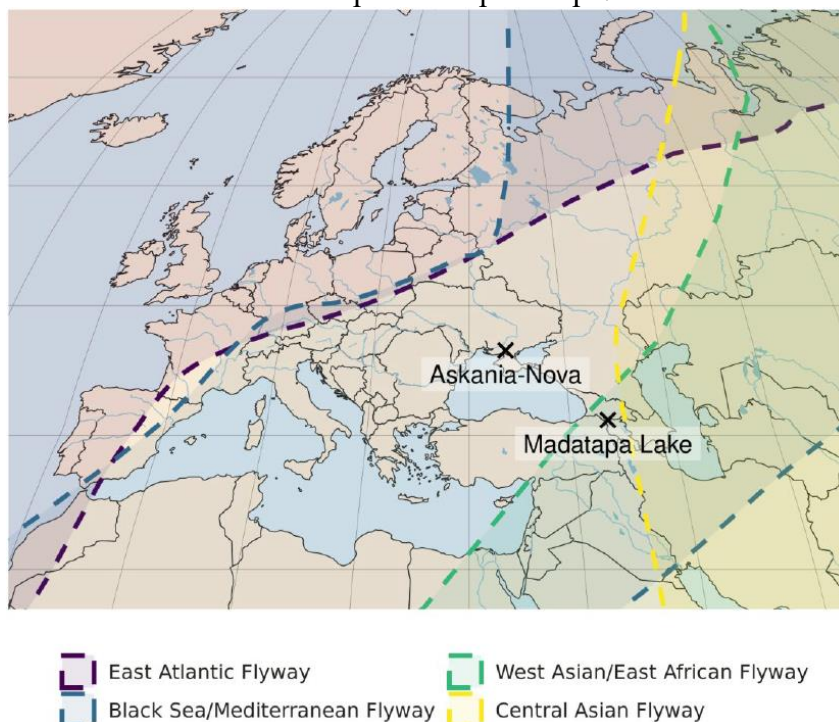 Askania-Nova
Madatapa Lake
East Atlantic Flyway
West Asian/East African Flyway
Black Sea/Mediterranean Flyway
Central Asian Flyway